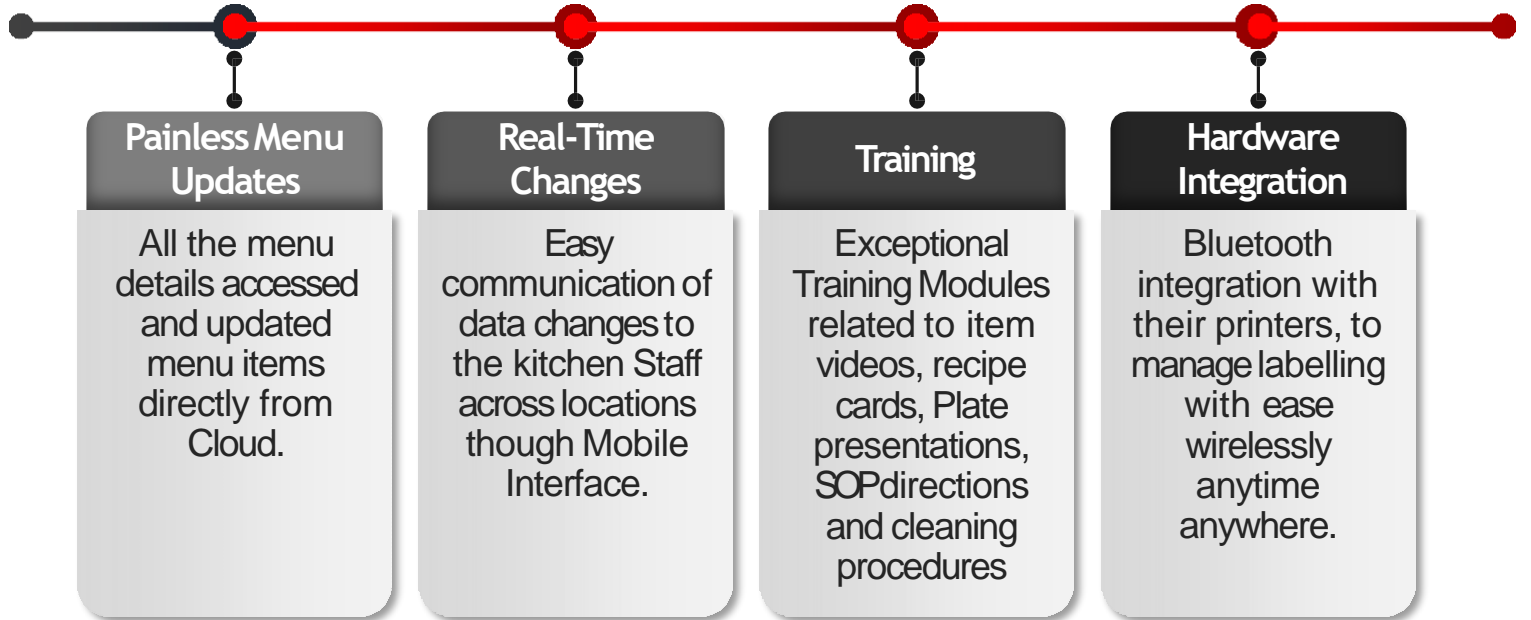 Painless Menu
Updates
All the menu
details accessed
and updated
menu items
directly from
Cloud.
Real-Time
Changes
Easy
communication of
data changes to
the kitchen Staff
across locations
though Mobile
Interface.
Training
Exceptional
Training Modules
related to item
videos, recipe
cards, Plate
presentations,
SOP directions
and cleaning
procedures
Hardware
Integration
Bluetooth
integration with
their printers, to
manage labelling
with ease
wirelessly
anytime
anywhere.